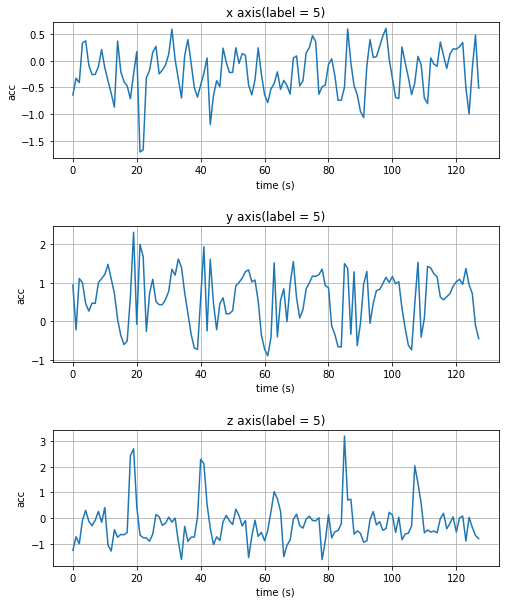 x axis(label = 5)
0.5
0.0
−0.5
−1.0
−1.5
acc
0 20 40 60 80 100 120
time (s)
y axis(label = 5)
2
1
0
−1
acc
0 20 40 60 80 100 120
time (s)
z axis(label = 5)
3
2
1
0
−1
acc
0 20 40 60 80 100 120
time (s)